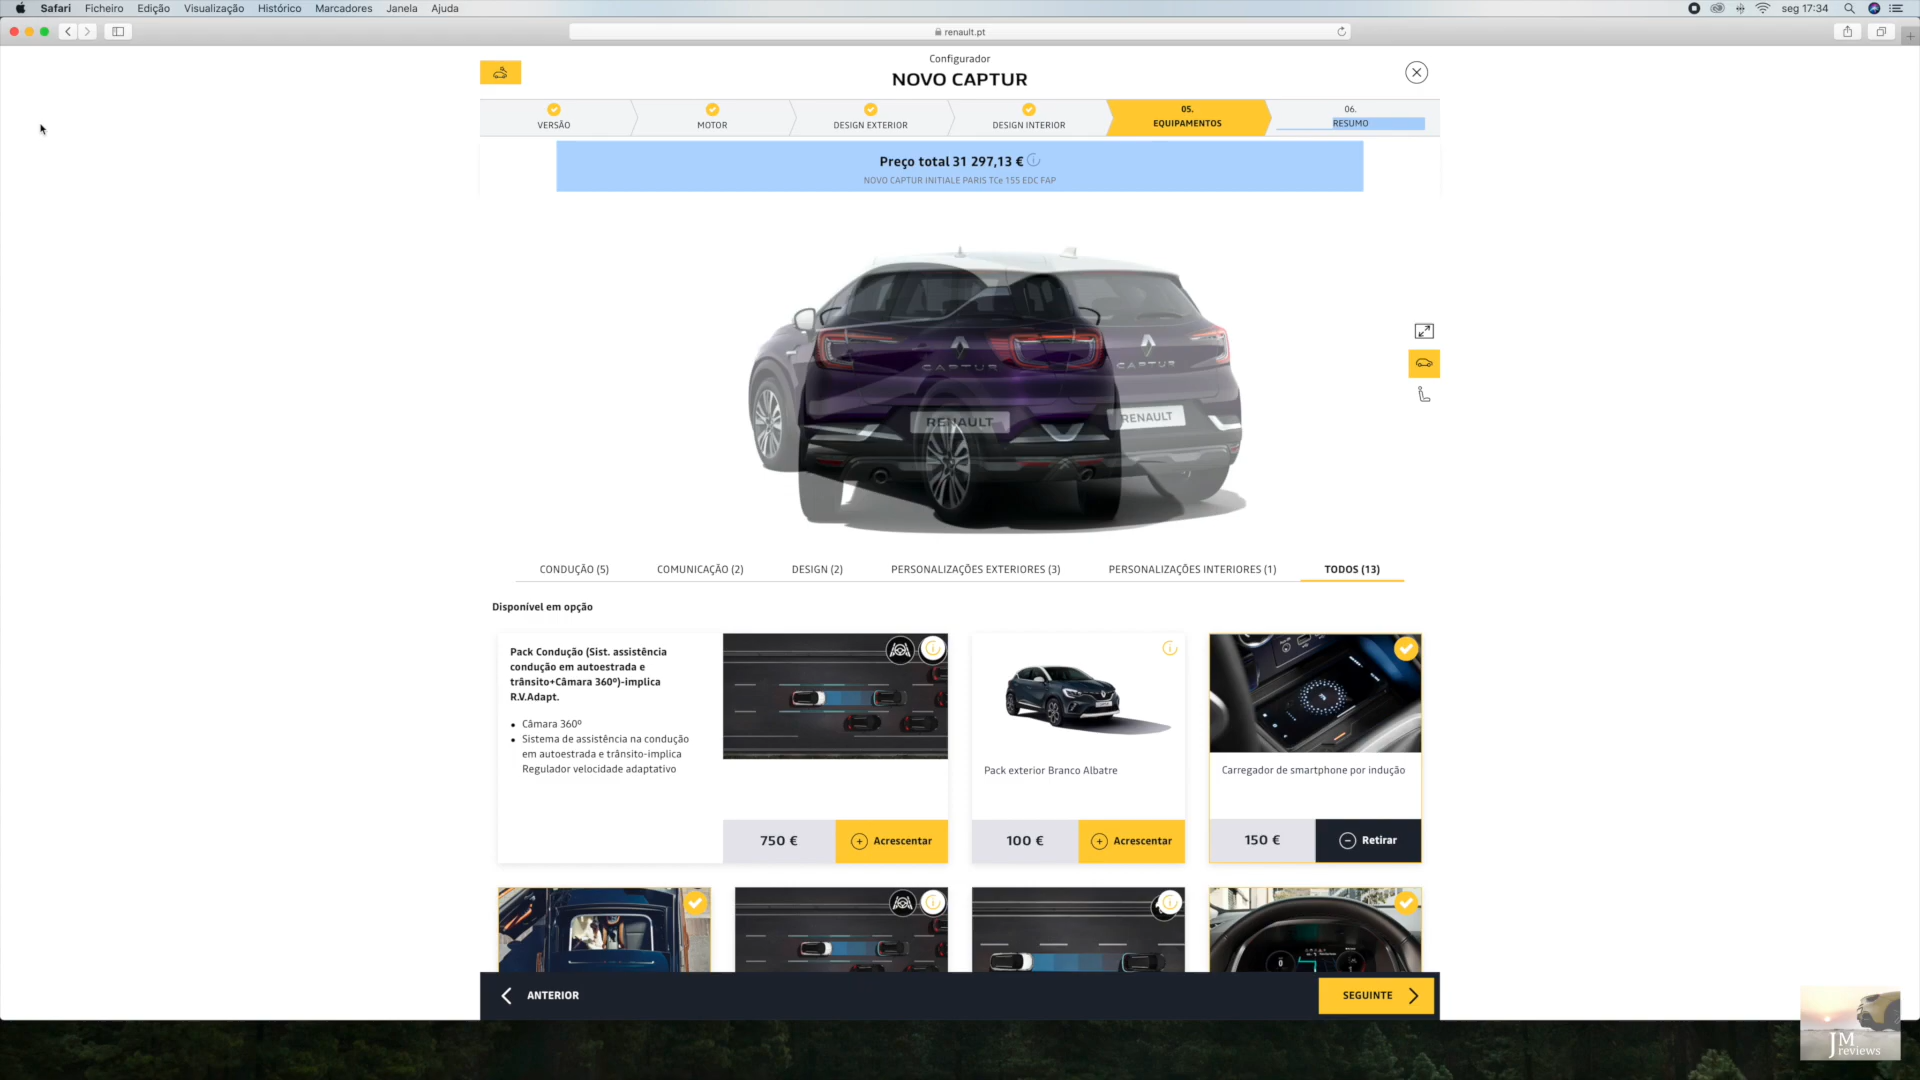 Safari Ficheiro Edição Visualização Histórico Marcadores Janela Ajuda
seg 17:34
renault.pt
Configurador
NOVO CAPTUR
VERSÃO
MOTOR
DESIGN EXTERIOR
DESIGN INTERIOR
05.
EQUIPAMENTOS
06.
RESUMO
Preço total 31 297,13 €
NOVO CAPTUR INITIALE PARIS TCe 155 EDC FAP
CAPTUR
CAPTUR
RENAULT
RENAULT
CONDUÇÃO (5)
COMUNICAÇÃO (2)
DESIGN (2)
PERSONALIZAÇÕES EXTERIORES (3)
PERSONALIZAÇÕES INTERIORES (1)
TODOS (13)
Disponível em opção
Pack Condução (Sist. assistência
condução em autoestrada e
trânsito+Câmara 360º)-implica
R.V.Adapt.
• Câmara 360º
• Sistema de assistência na condução
em autoestrada e trânsito-implica
Regulador velocidade adaptativo
750 €
Acrescentar
Pack exterior Branco Albatre
100 €
Acrescentar
Carregador de smartphone por indução
150 €
Retirar
ANTERIOR
SEGUINTE
JM
reviews